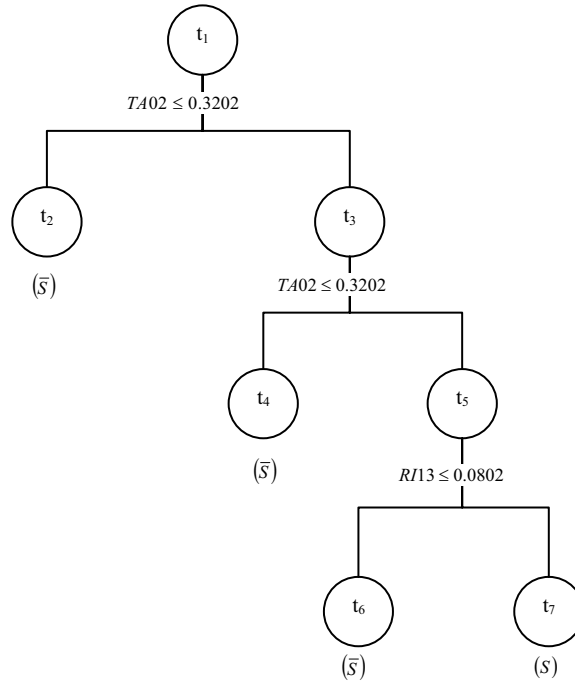 t₁
TA02 ≤ 0.3202
t₂ t₃
(S̅)
TA02 ≤ 0.3202
t₄ t₅
(S̅)
RI13 ≤ 0.0802
t₆ t₇
(S̅) (S)